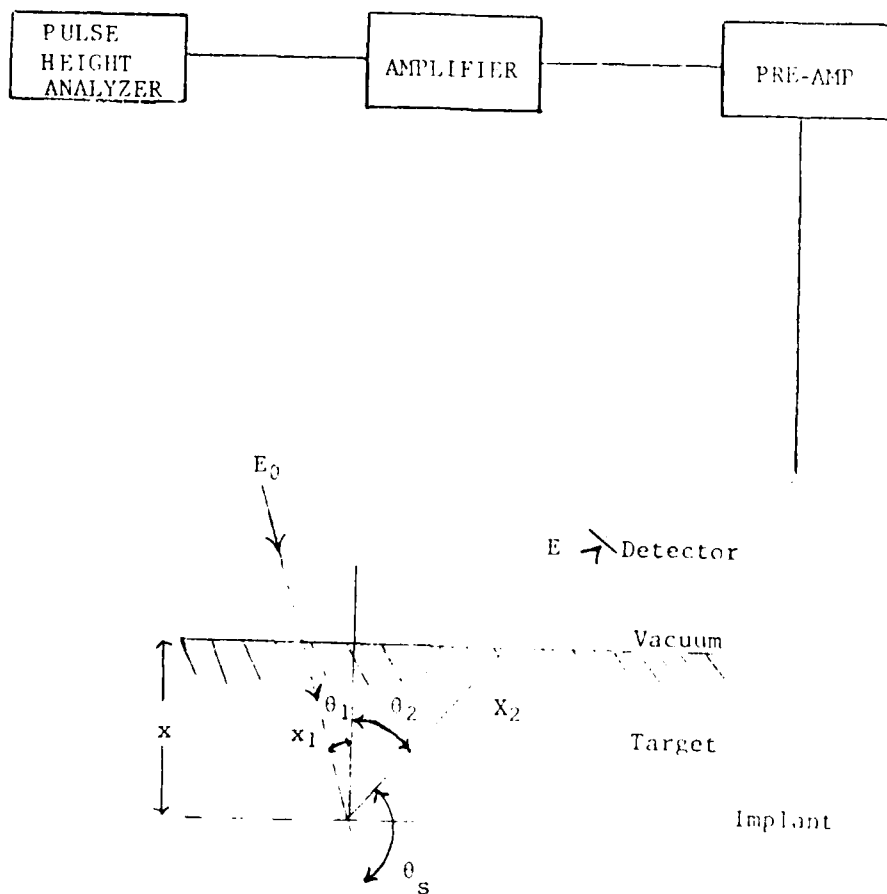 PULSE
HEIGHT
ANALYZER
AMPLIFIER
PRE-AMP
E₀
E
Detector
Vacuum
θ₁
θ₂
X₂
x
x₁
Target
Implant
θₛ